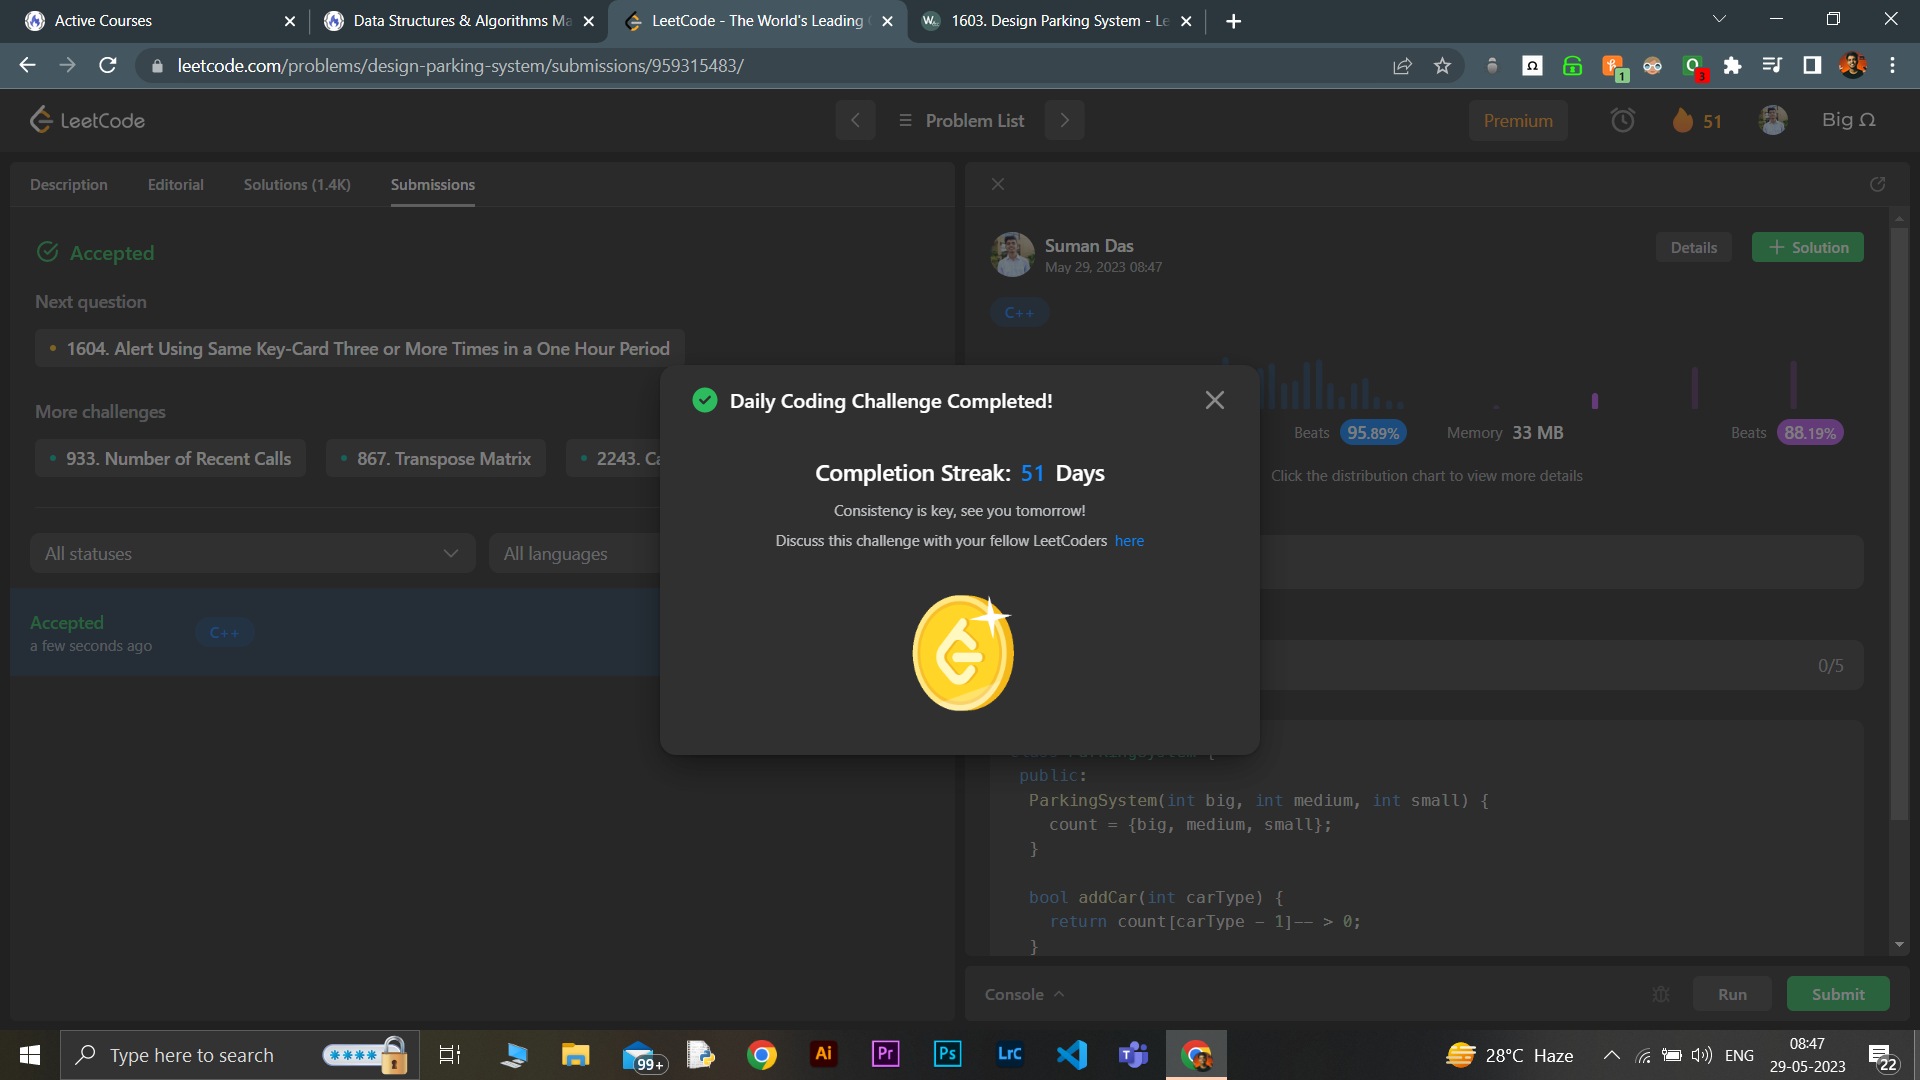 Active Courses
Data Structures & Algorithms Ma
LeetCode - The World's Leading
1603. Design Parking System - Le
leetcode.com/problems/design-parking-system/submissions/959315483/
1
3
LeetCode
Problem List
Premium
51
Big Ω
Description
Editorial
Solutions (1.4K)
Submissions
Accepted
Next question
1604. Alert Using Same Key-Card Three or More Times in a One Hour Period
More challenges
933. Number of Recent Calls
867. Transpose Matrix
2243. Ca
All statuses
All languages
Accepted
a few seconds ago
C++
Suman Das
May 29, 2023 08:47
Details
Solution
C++
Beats 95.89%
Memory 33 MB
Beats 88.19%
Click the distribution chart to view more details
0/5
Daily Coding Challenge Completed!
Completion Streak: 51 Days
Consistency is key, see you tomorrow!
Discuss this challenge with your fellow LeetCoders here
public:
ParkingSystem(int big, int medium, int small) {
count = {big, medium, small};
}
bool addCar(int carType) {
return count[carType - 1]-- > 0;
}
Console
Run
Submit
Type here to search
99+
Ai
Pr
Ps
LrC
28°C Haze
ENG
08:47
29-05-2023
22